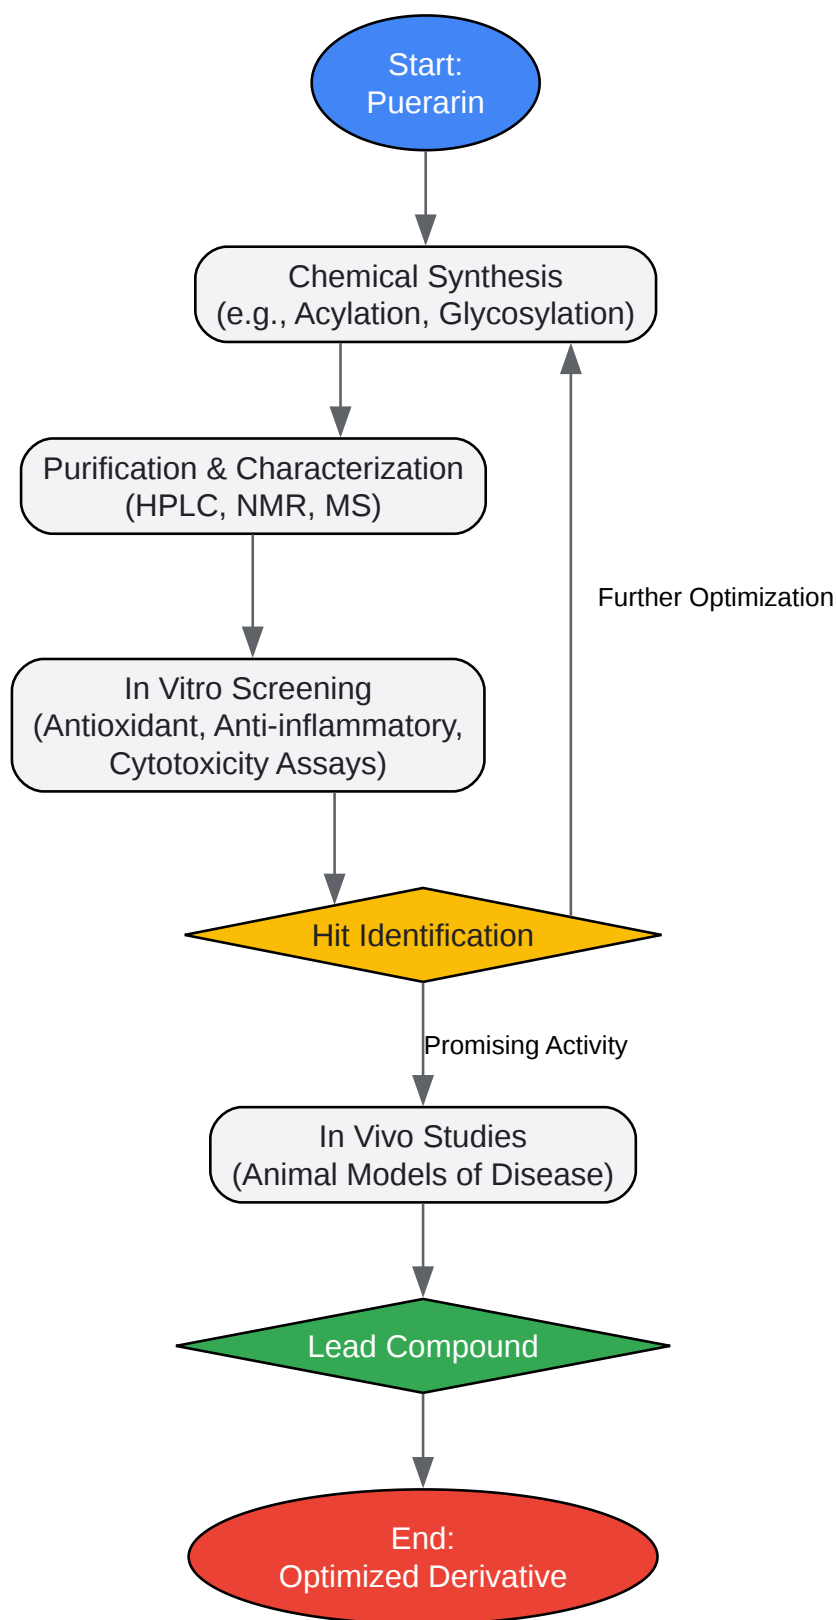 Start:
Puerarin
Chemical Synthesis
(e.g., Acylation, Glycosylation)
Purification & Characterization
(HPLC, NMR, MS)
Further Optimization
In Vitro Screening
(Antioxidant, Anti-inflammatory,
Cytotoxicity Assays)
Hit Identification
Promising Activity
In Vivo Studies
(Animal Models of Disease)
Lead Compound
End:
Optimized Derivative